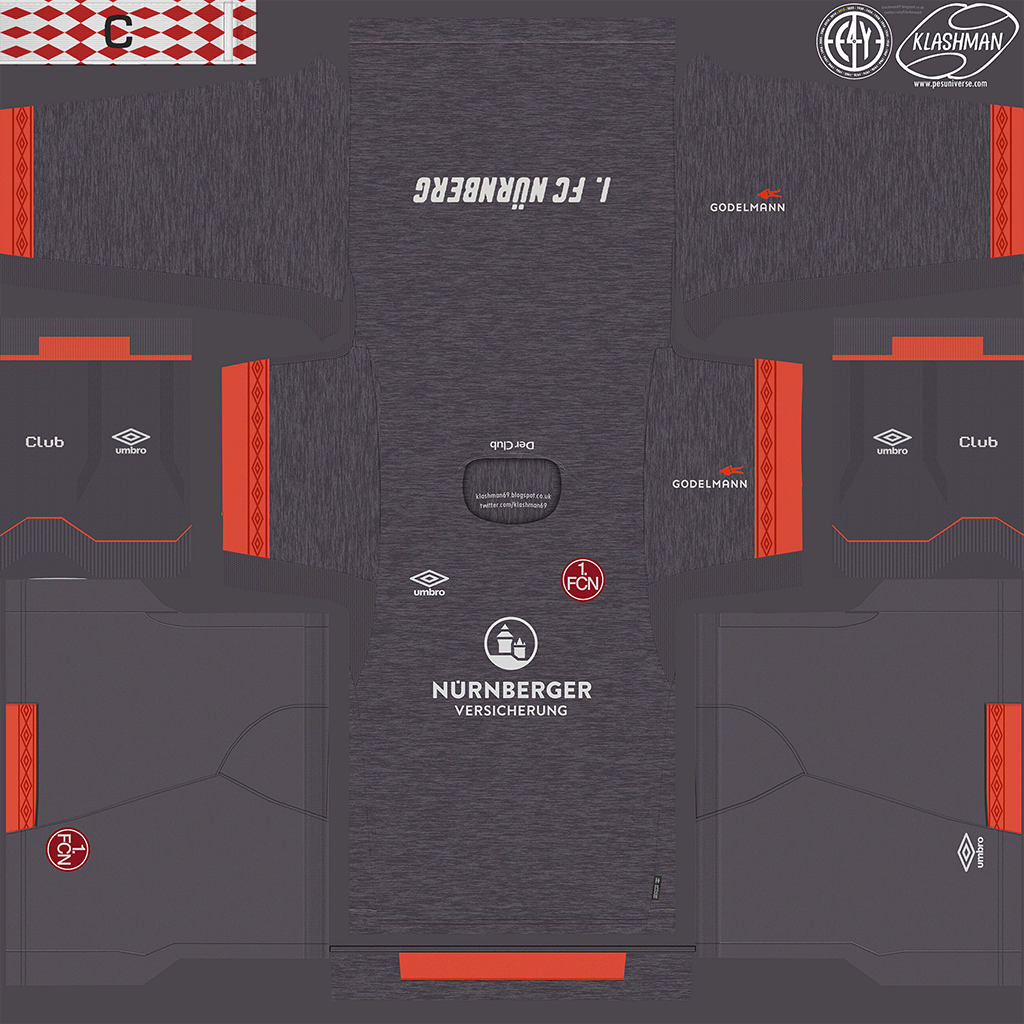 C
EC4Y
KLASHMAN
www.pesuniverse.com
1. FC NÜRNBERG
GODELMANN
Club
umbro
umbro
Club
Der Club
GODELMANN
klashman69.blogspot.co.uk
twitter.com/klashman69
umbro
1.
FCN
NÜRNBERGER
VERSICHERUNG
1.
FCN
umbro